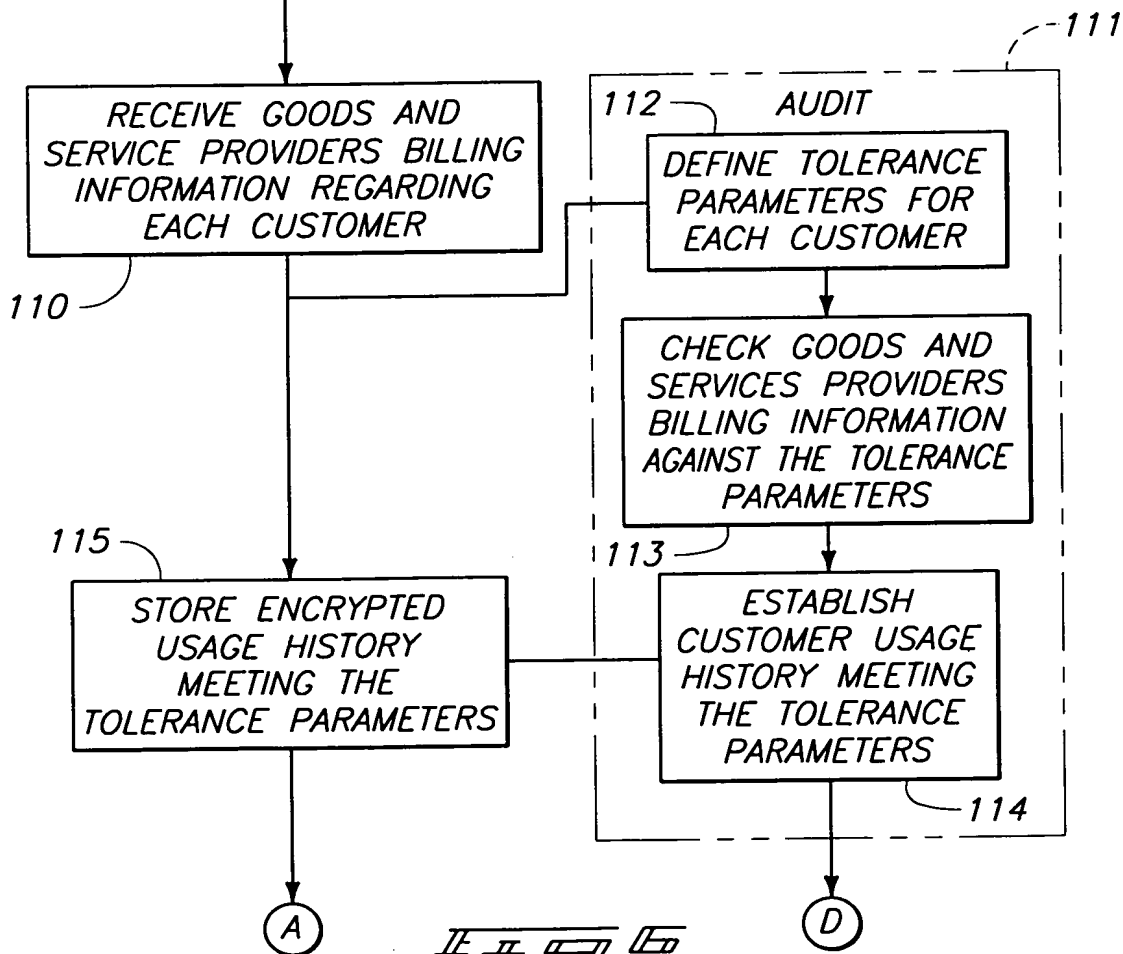 111
RECEIVE GOODS AND
SERVICE PROVIDERS BILLING
INFORMATION REGARDING
EACH CUSTOMER
110
AUDIT
112
DEFINE TOLERANCE
PARAMETERS FOR
EACH CUSTOMER
CHECK GOODS AND
SERVICES PROVIDERS
BILLING INFORMATION
AGAINST THE TOLERANCE
PARAMETERS
113
115
STORE ENCRYPTED
USAGE HISTORY
MEETING THE
TOLERANCE PARAMETERS
ESTABLISH
CUSTOMER USAGE
HISTORY MEETING
THE TOLERANCE
PARAMETERS
114
A
D
FIG 6